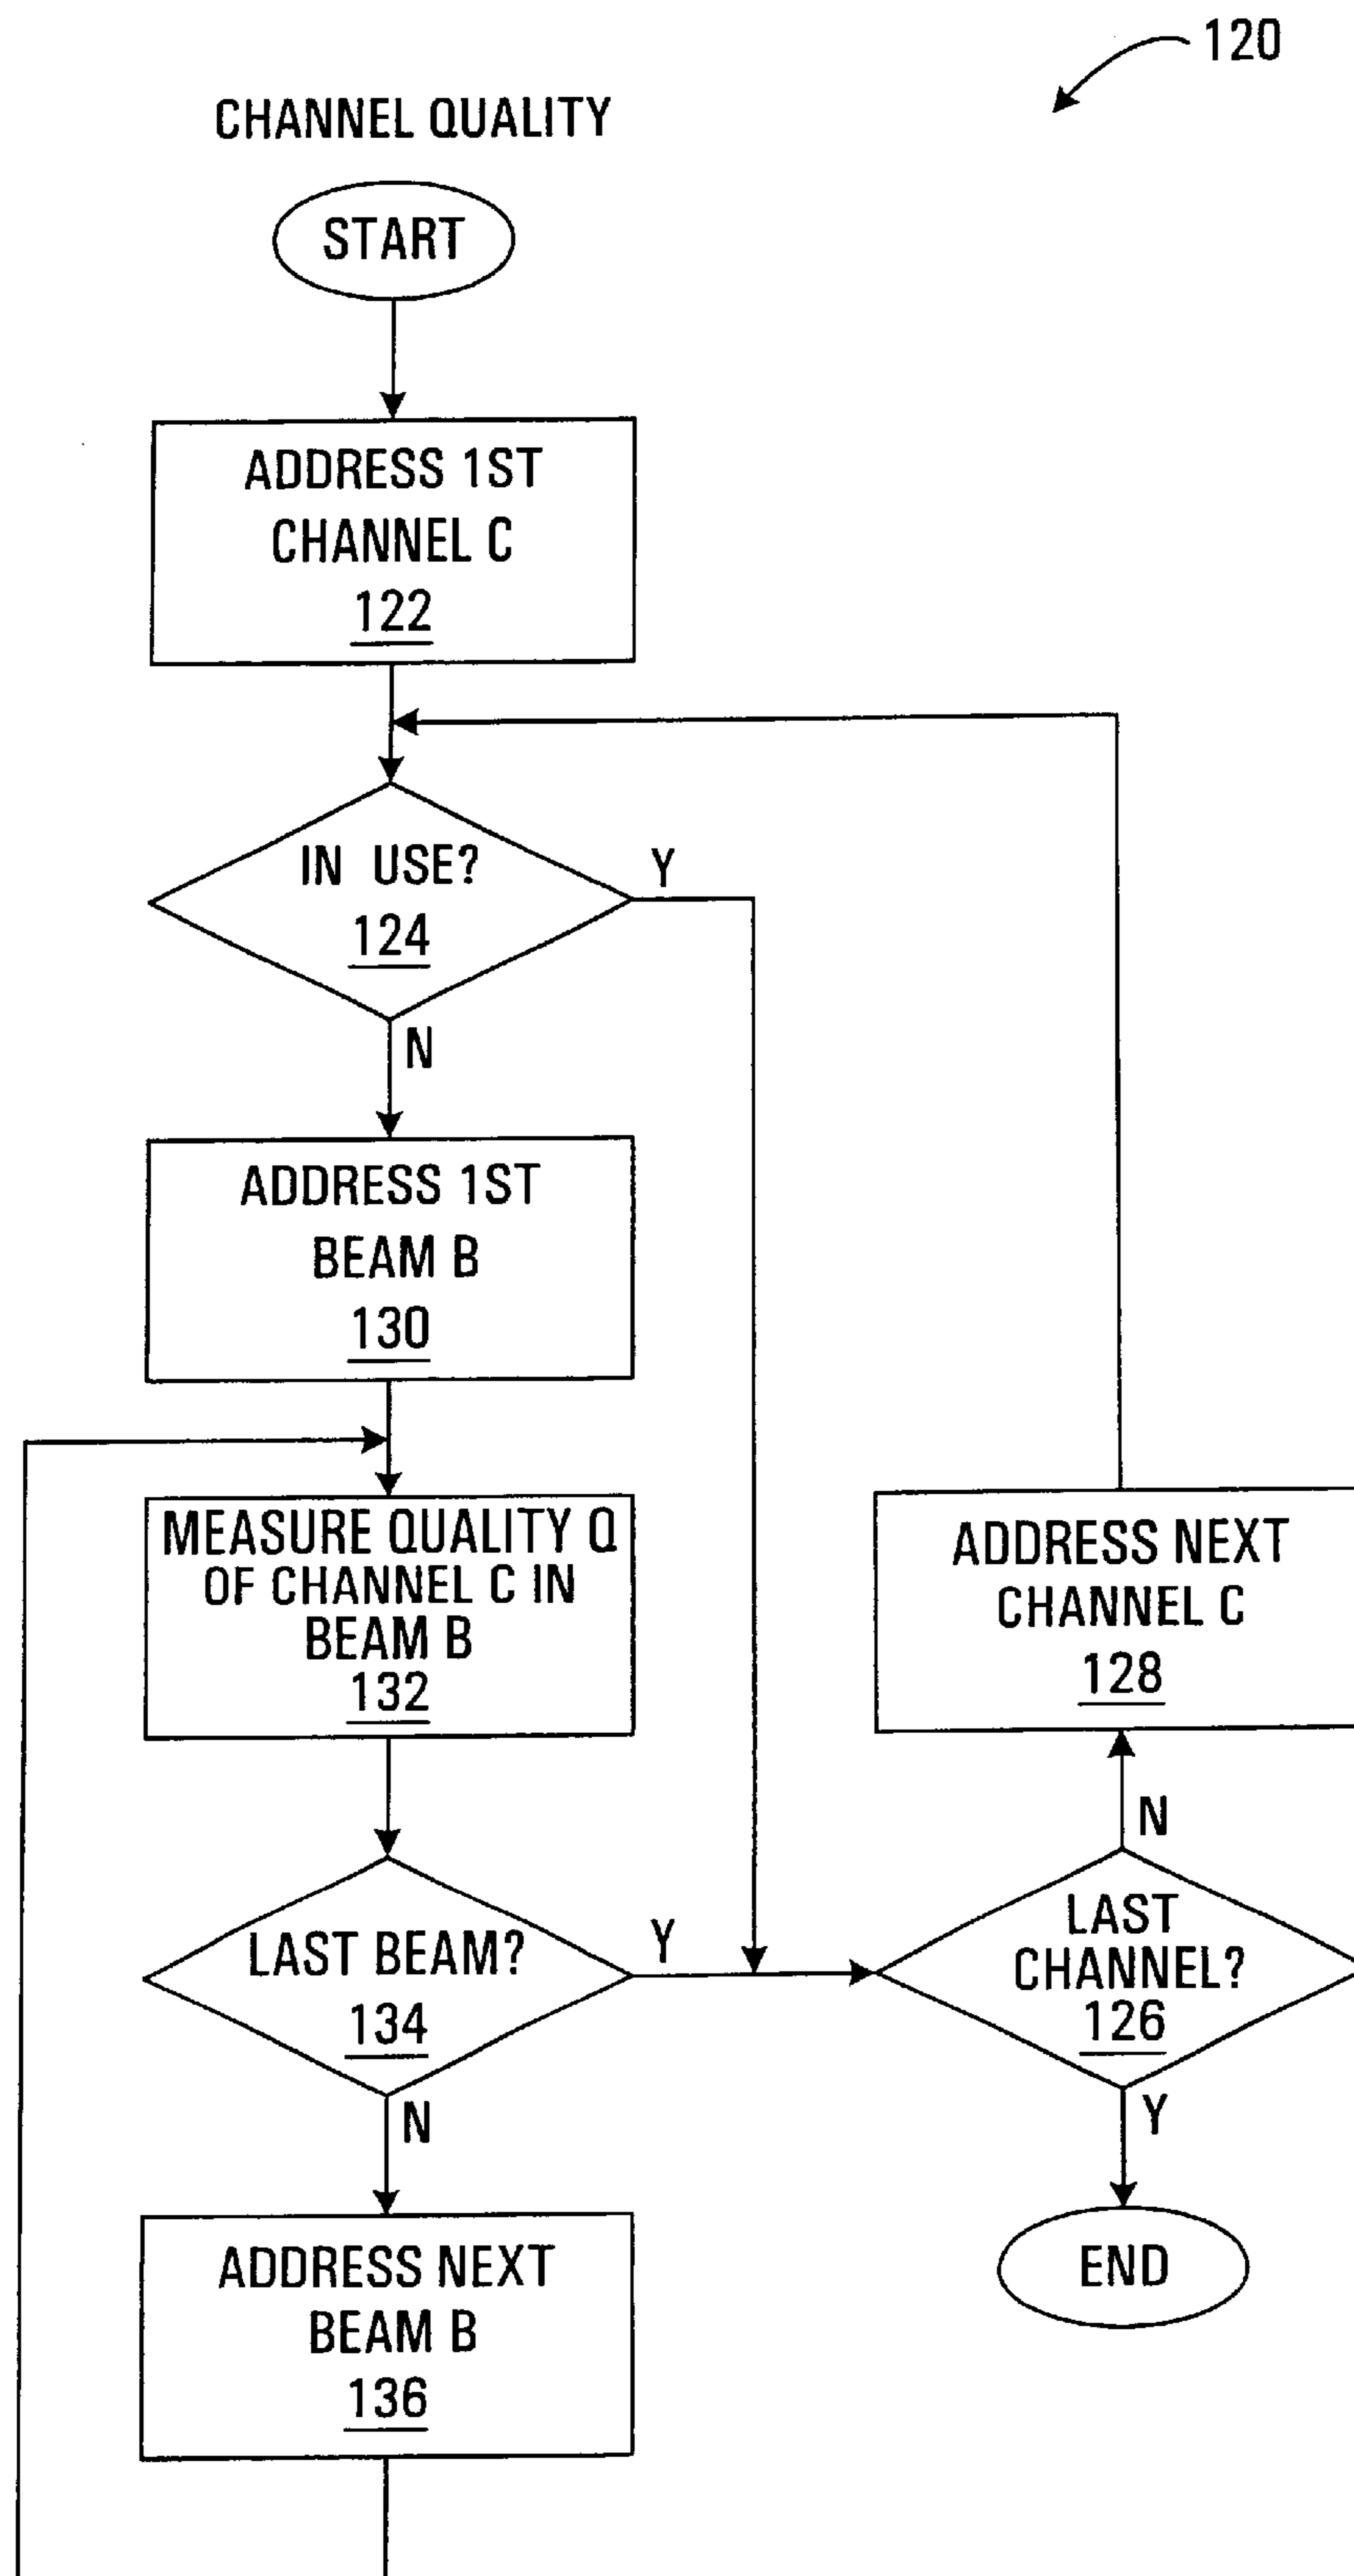 120
CHANNEL QUALITY
START
ADDRESS 1ST
CHANNEL C
122
IN USE?
124
Y
N
ADDRESS 1ST
BEAM B
130
MEASURE QUALITY Q
OF CHANNEL C IN
BEAM B
132
LAST BEAM?
134
Y
N
ADDRESS NEXT
BEAM B
136
ADDRESS NEXT
CHANNEL C
128
N
LAST
CHANNEL?
126
Y
END